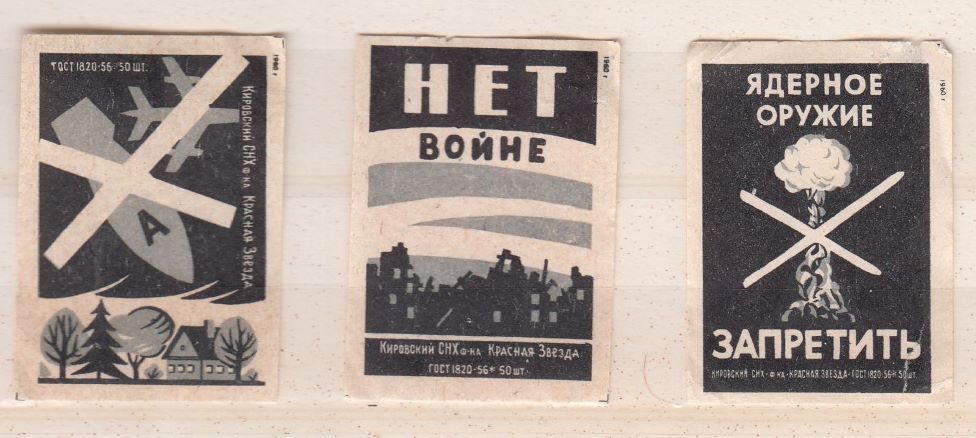 ГОСТ 1820-56· 50 шт.
1960 г
Кировский СНХ ф-ка Красная Звезда
А
1960 г
НЕТ
ВОЙНЕ
Кировский СНХ ф-ка Красная Звезда
ГОСТ 1820-56* 50 шт.
1960 г
ЯДЕРНОЕ
ОРУЖИЕ
ЗАПРЕТИТЬ
КИРОВСКИЙ СНХ·Ф-КА·КРАСНАЯ ЗВЕЗДА·ГОСТ 1820-56* 50 шт.